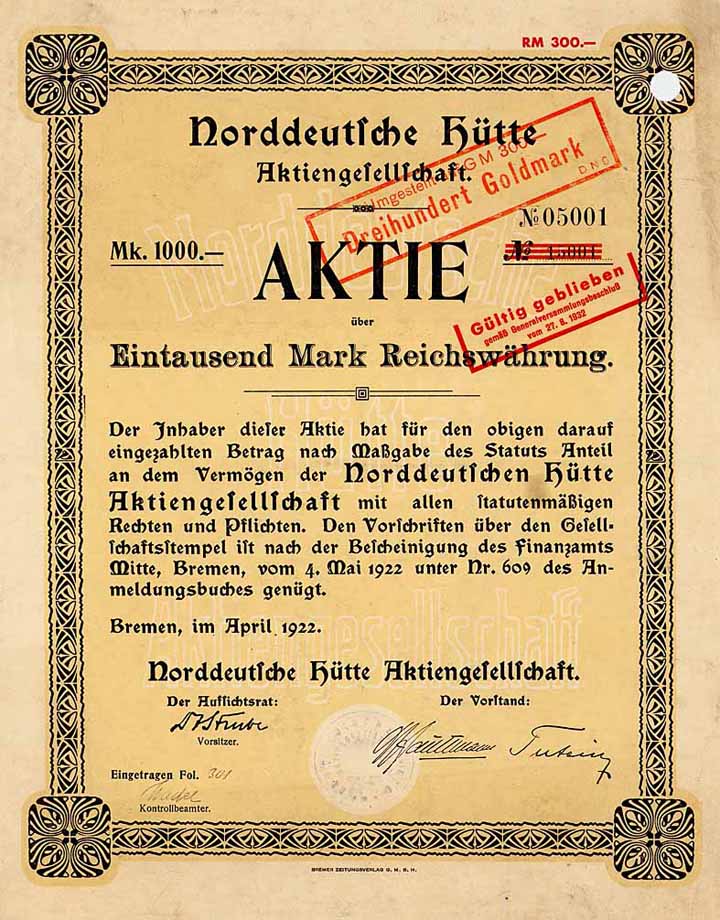 RM 300.—
Norddeutſche Hütte
Aktiengeſellſchaft.
Umgestellt GM 300.—
Dreihundert Goldmark
D.N.D
№ 05001
Mk. 1000.—
№ 15001
AKTIE
Gültig geblieben
gemäß Generalversammlungsbeschluß
vom 27. 8. 1932
über
Eintausend Mark Reichswährung.
Der Inhaber dieſer Aktie hat für den obigen darauf
eingezahlten Betrag nach Maßgabe des Statuts Anteil
an dem Vermögen der Norddeutſchen Hütte
Aktiengeſellſchaft mit allen ſtatutenmäßigen
Rechten und Pflichten. Den Vorſchriften über den Geſell-
ſchaftsſtempel iſt nach der Beſcheinigung des Finanzamts
Mitte, Bremen, vom 4. Mai 1922 unter Nr. 609 des An-
meldungsbuches genügt.
Bremen, im April 1922.
Norddeutſche Hütte Aktiengeſellſchaft.
Der Aufſichtsrat:
Der Vorſtand:
Vorsitzer.
Eingetragen Fol. 301
Kontrollbeamter.
BREMER ZEITUNGSVERLAG G. M. B. H.